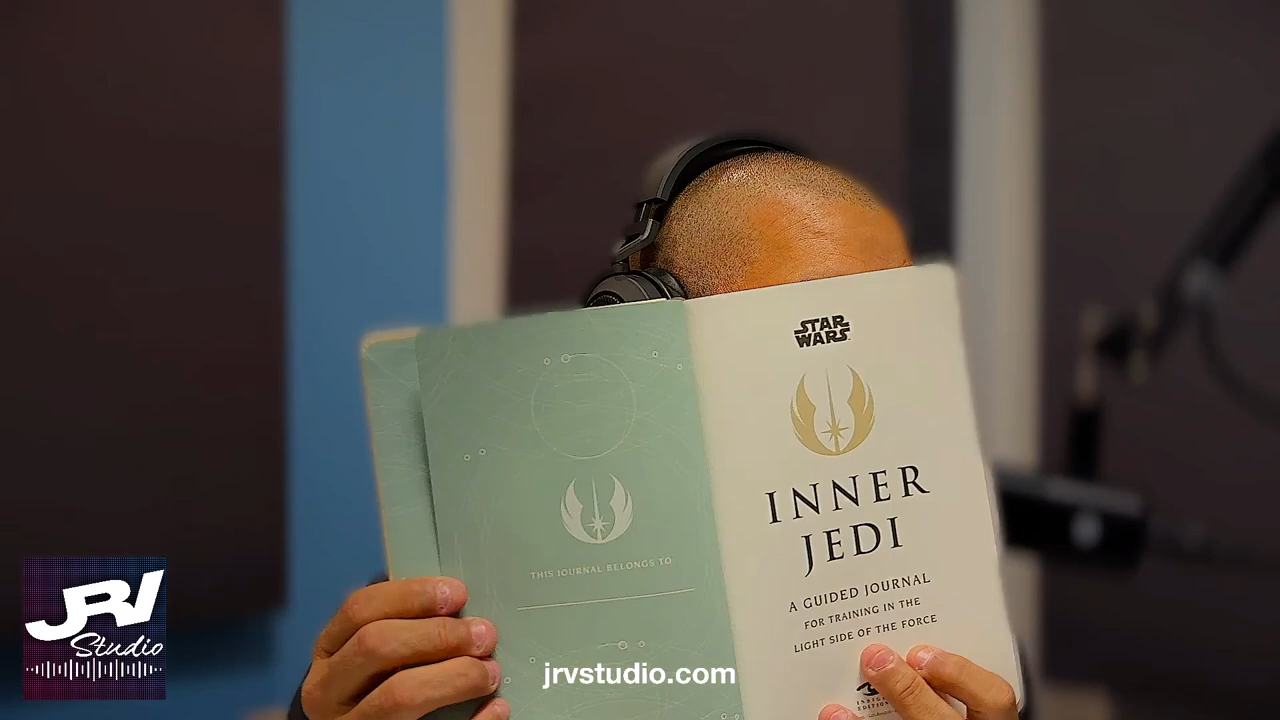 STAR
WARS
INNER
JEDI
A GUIDED JOURNAL
FOR TRAINING IN THE
LIGHT SIDE OF THE FORCE
THIS JOURNAL BELONGS TO
JRV
Studio
jrvstudio.com